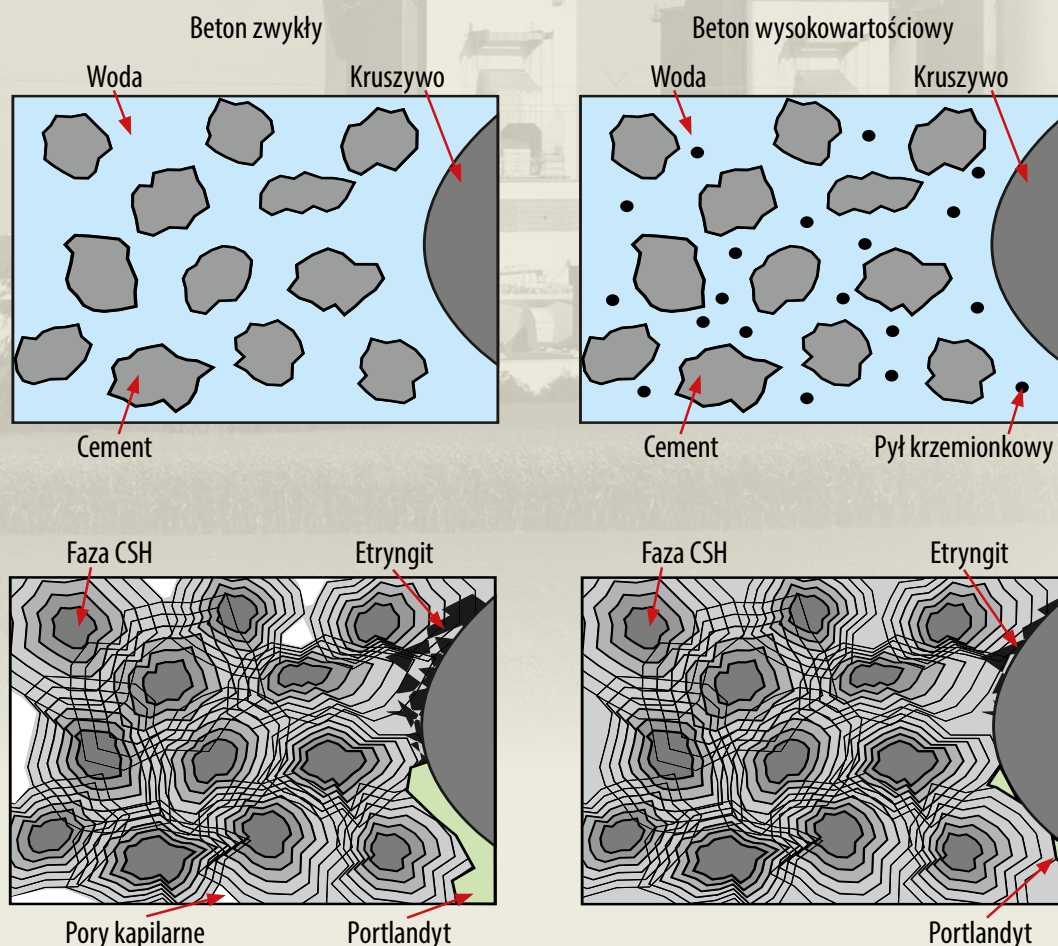 Beton zwykły
Beton wysokowartościowy
Woda
Kruszywo
Woda
Kruszywo
Cement
Cement
Pył krzemionkowy
Faza CSH
Etryngit
Faza CSH
Etryngit
Pory kapilarne
Portlandyt
Portlandyt